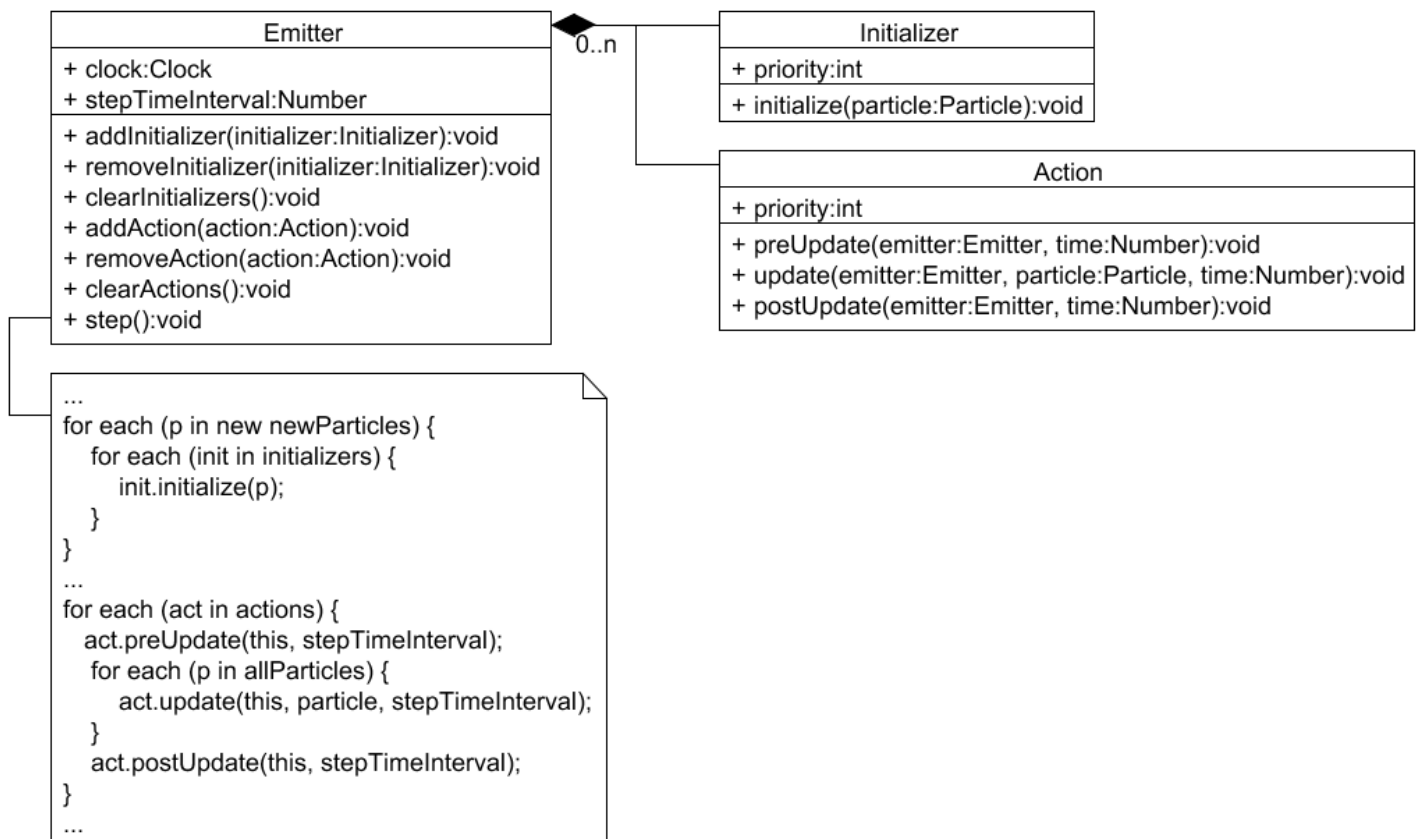 Emitter
+ clock:Clock
+ stepTimeInterval:Number
+ addInitializer(initializer:Initializer):void
+ removeInitializer(initializer:Initializer):void
+ clearInitializers():void
+ addAction(action:Action):void
+ removeAction(action:Action):void
+ clearActions():void
+ step():void
0..n
Initializer
+ priority:int
+ initialize(particle:Particle):void
Action
+ priority:int
+ preUpdate(emitter:Emitter, time:Number):void
+ update(emitter:Emitter, particle:Particle, time:Number):void
+ postUpdate(emitter:Emitter, time:Number):void
...
for each (p in new newParticles) {
for each (init in initializers) {
init.initialize(p);
}
}
...
for each (act in actions) {
act.preUpdate(this, stepTimeInterval);
for each (p in allParticles) {
act.update(this, particle, stepTimeInterval);
}
act.postUpdate(this, stepTimeInterval);
}
...